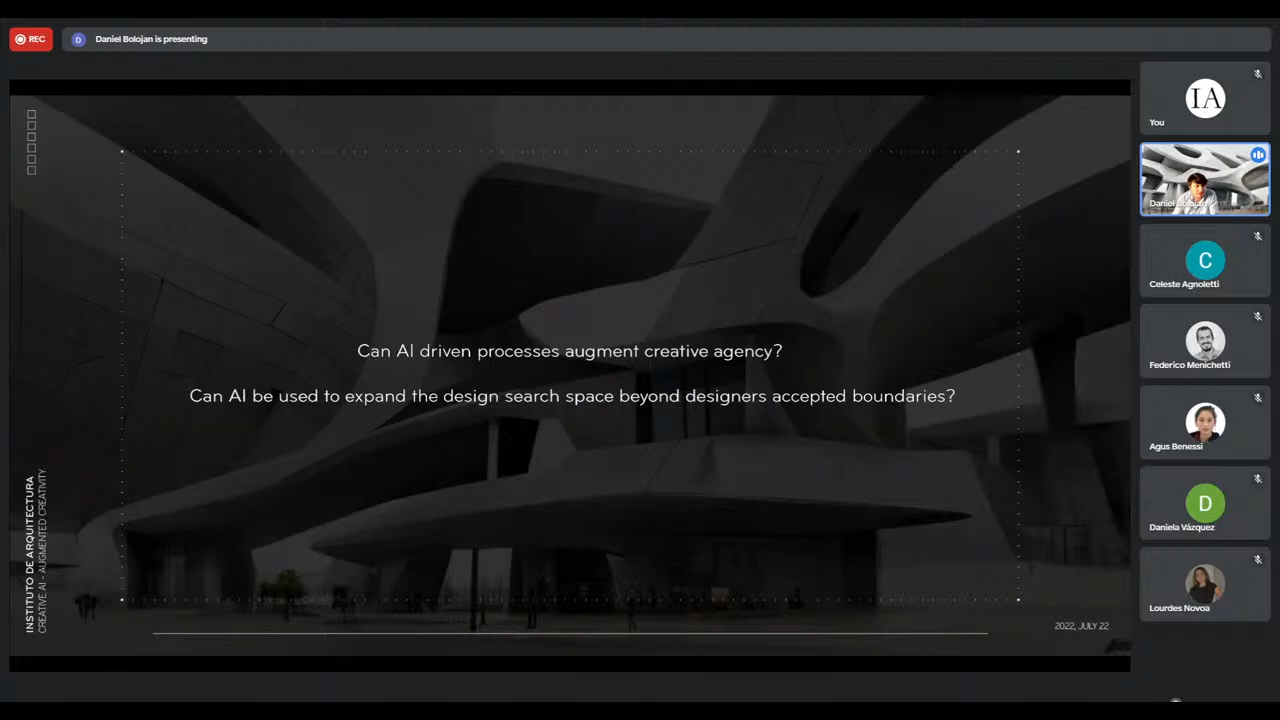 REC
D
Daniel Bolojan is presenting
Can AI driven processes augment creative agency?
Can AI be used to expand the design search space beyond designers accepted boundaries?
INSTITUTO DE ARQUITECTURA
CREATIVE AI - AUGMENTED CREATIVITY
2022, JULY 22
IA
You
Daniel Bolojan
C
Celeste Agnoletti
Federico Menichetti
Agus Benessi
D
Daniela Vázquez
Lourdes Novoa